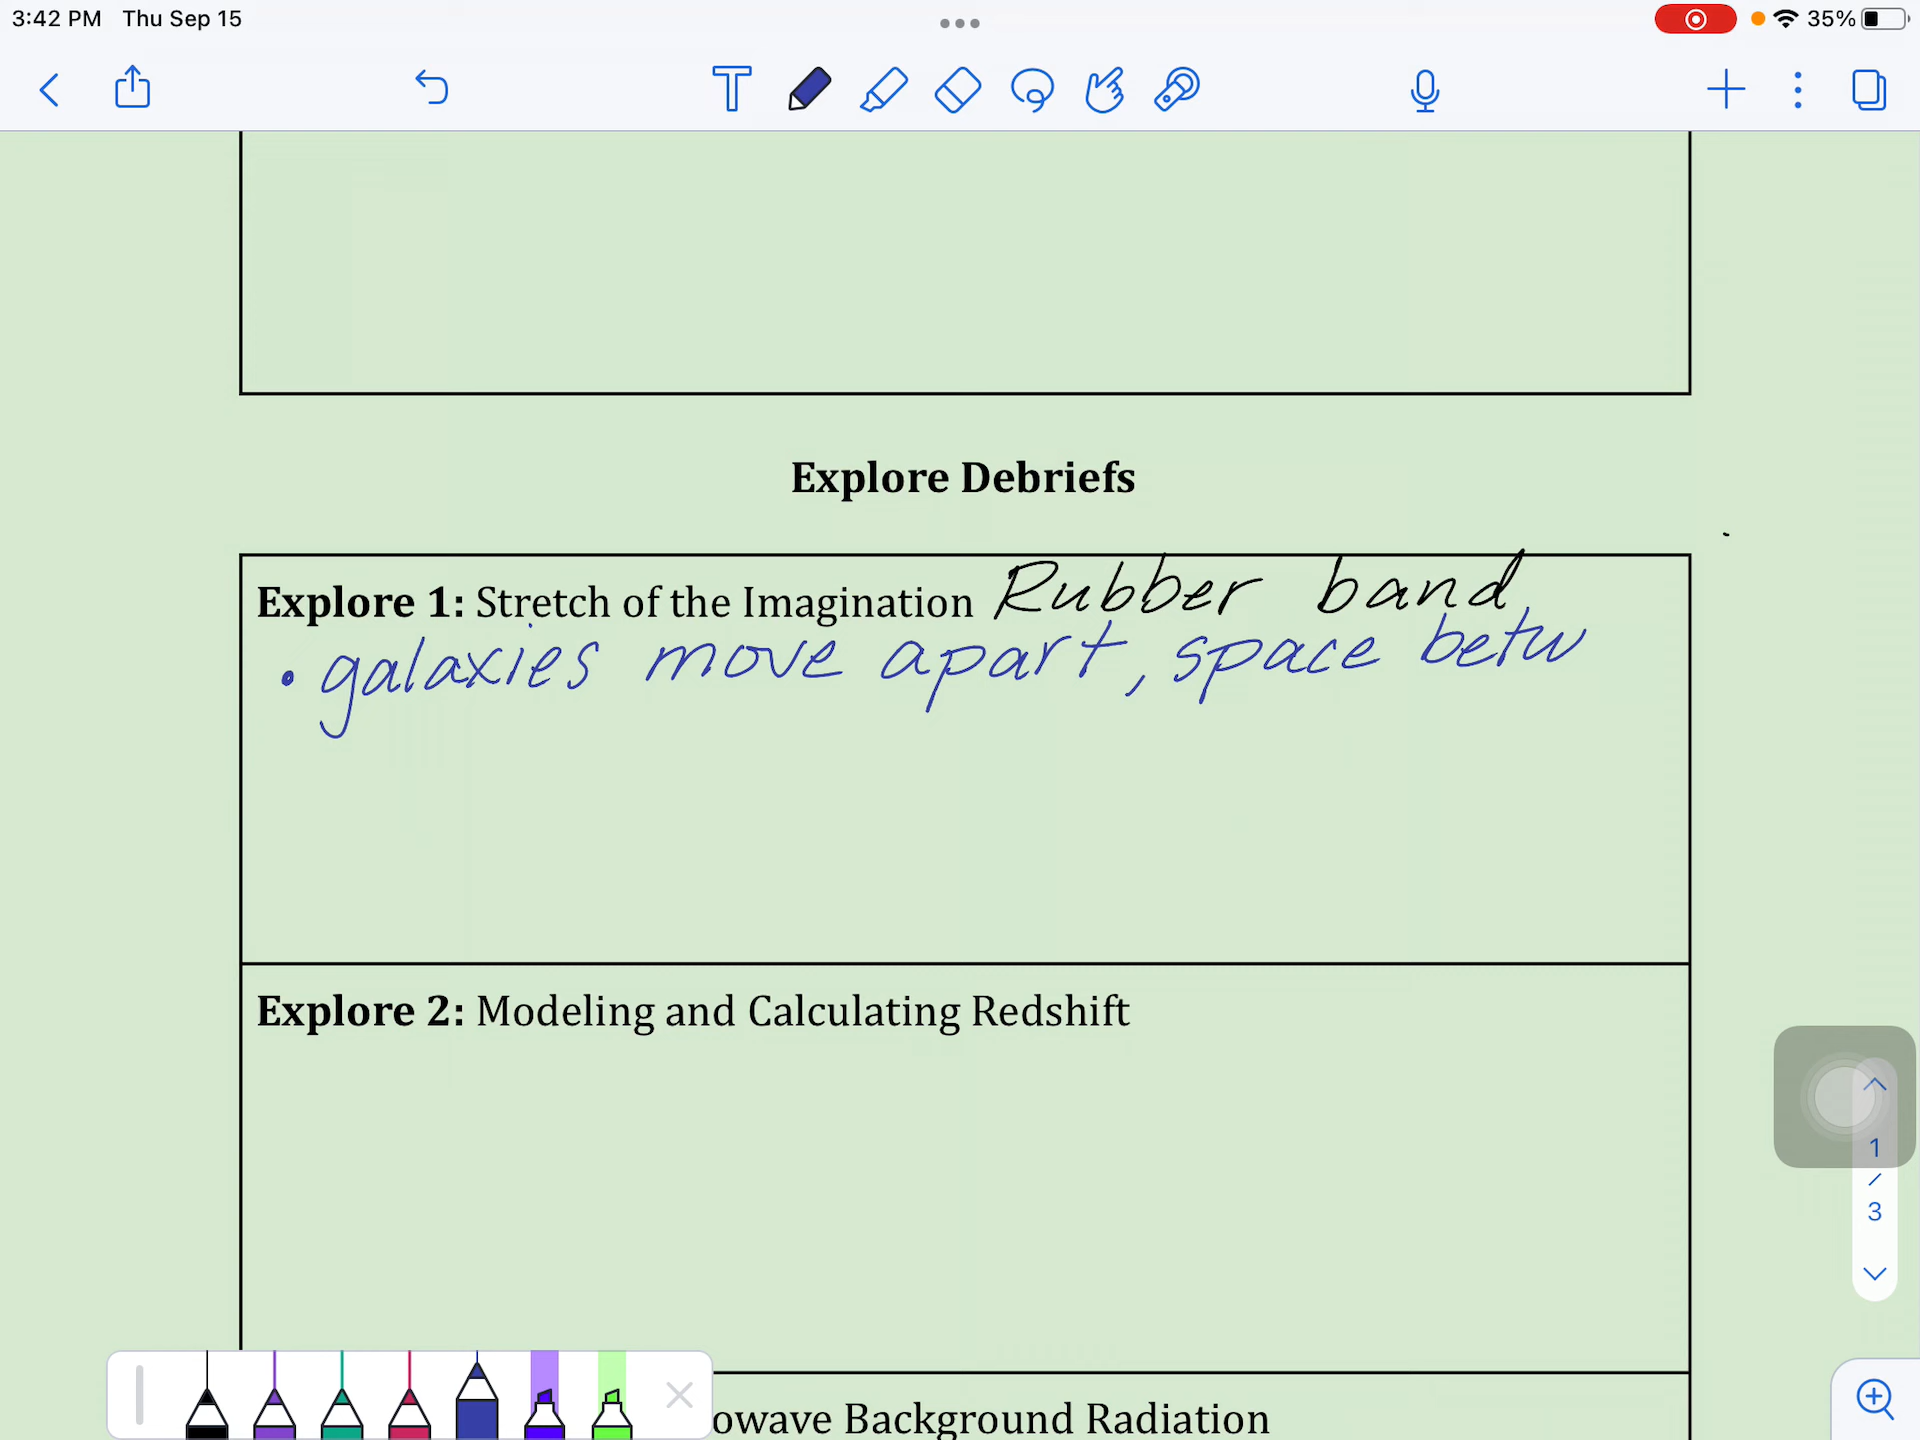 3:42 PM Thu Sep 15
35%
T
Explore Debriefs
Explore 1: Stretch of the Imagination Rubber band
• galaxies move apart, space betw
Explore 2: Modeling and Calculating Redshift
1
/
3
owave Background Radiation